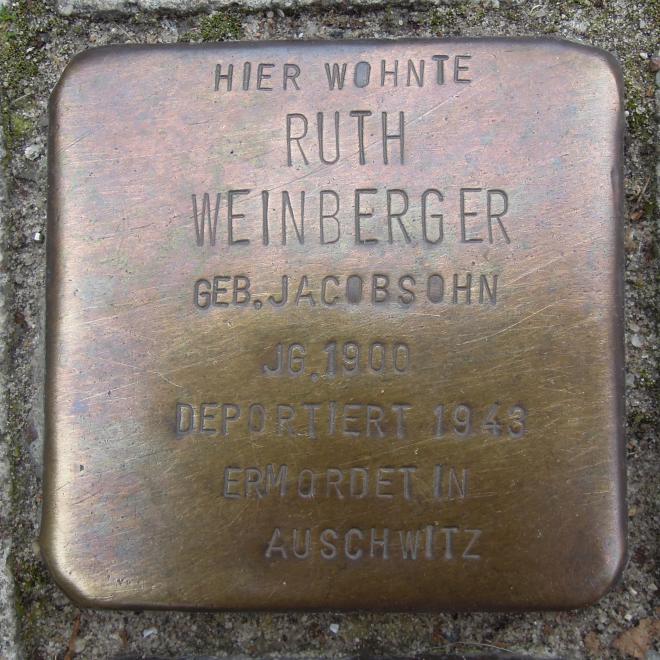 HIER WOHNTE
RUTH
WEINBERGER
GEB. JACOBSOHN
JG. 1900
DEPORTIERT 1943
ERMORDET IN
AUSCHWITZ